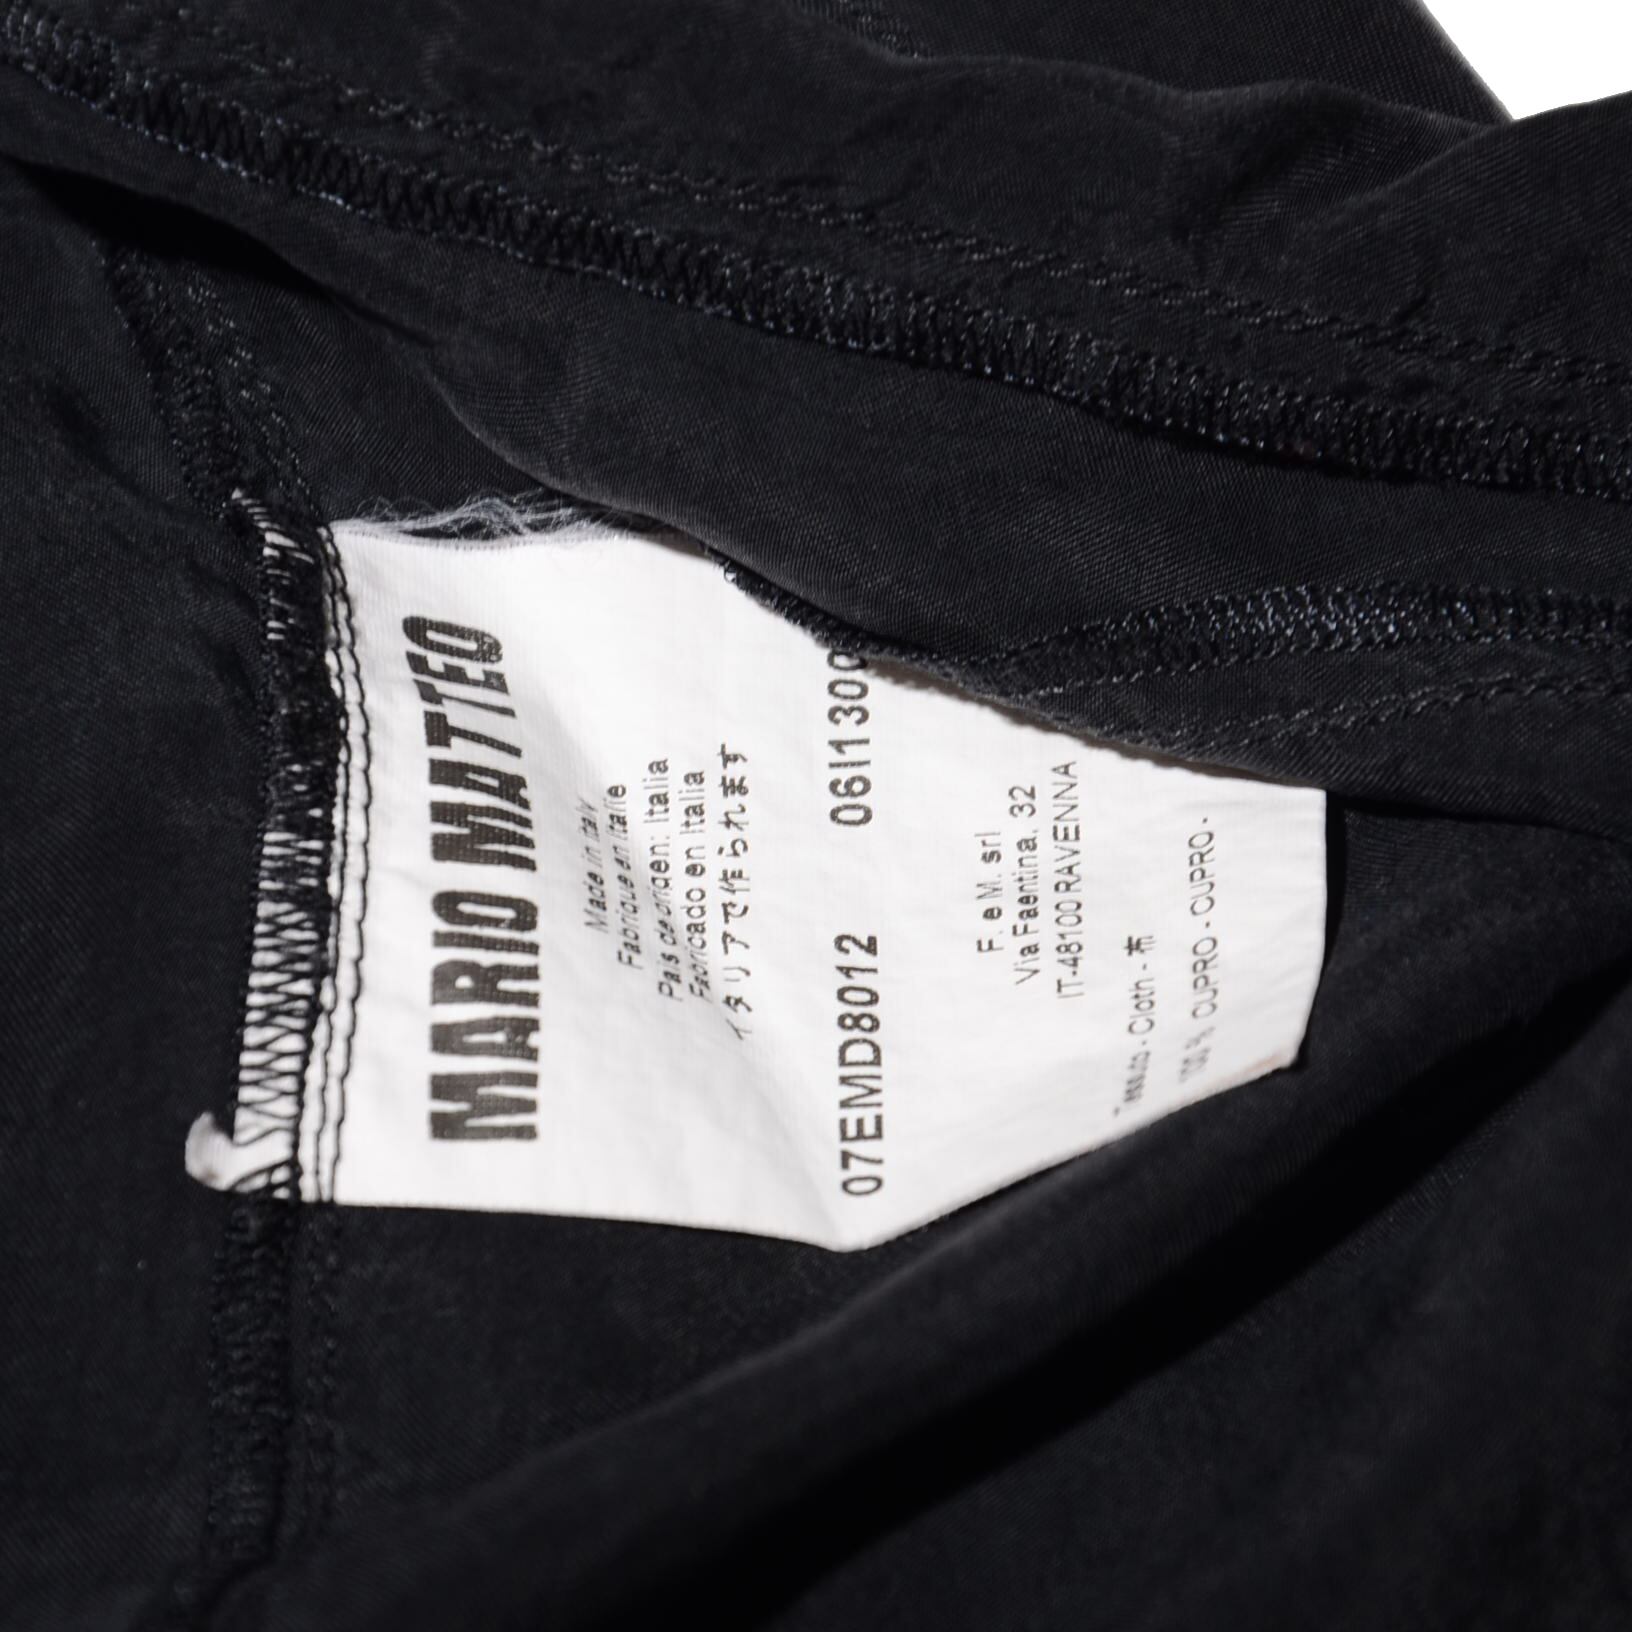 MARIO MATTEO
Made in Italy
Fabriqué en Italie
Pais de origen: Italia
Fabricado en Italia
イタリアで作られます
07EMD8012 06I1300
F. e M. srl
Via Faentina, 32
IT-48100 RAVENNA
Tessuto - Cloth - 布
100 % CUPRO - CUPRO -